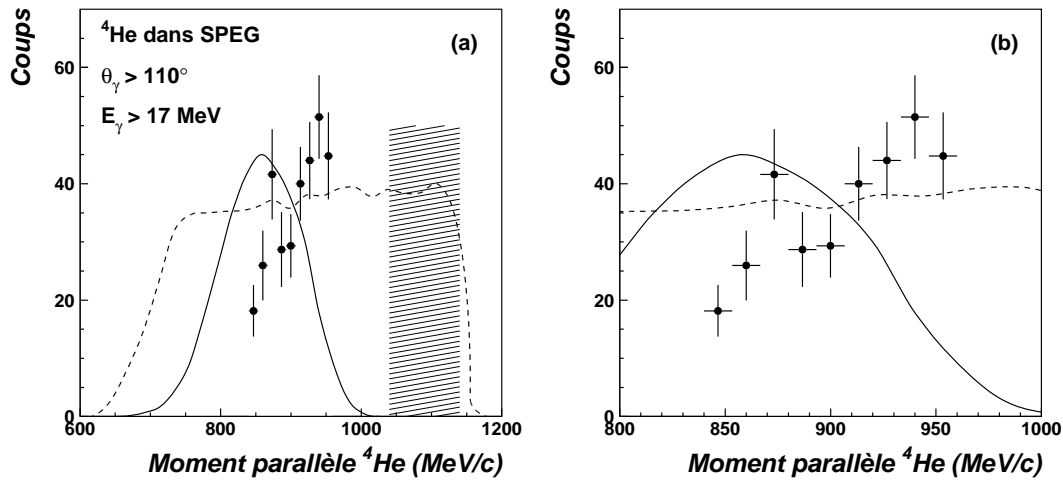 Coups
60
40
20
0
600 800 1000 1200
Moment parallèle ⁴He (MeV/c)
⁴He dans SPEG
θγ > 110°
Eγ > 17 MeV
(a)
Coups
60
40
20
0
800 850 900 950 1000
Moment parallèle ⁴He (MeV/c)
(b)